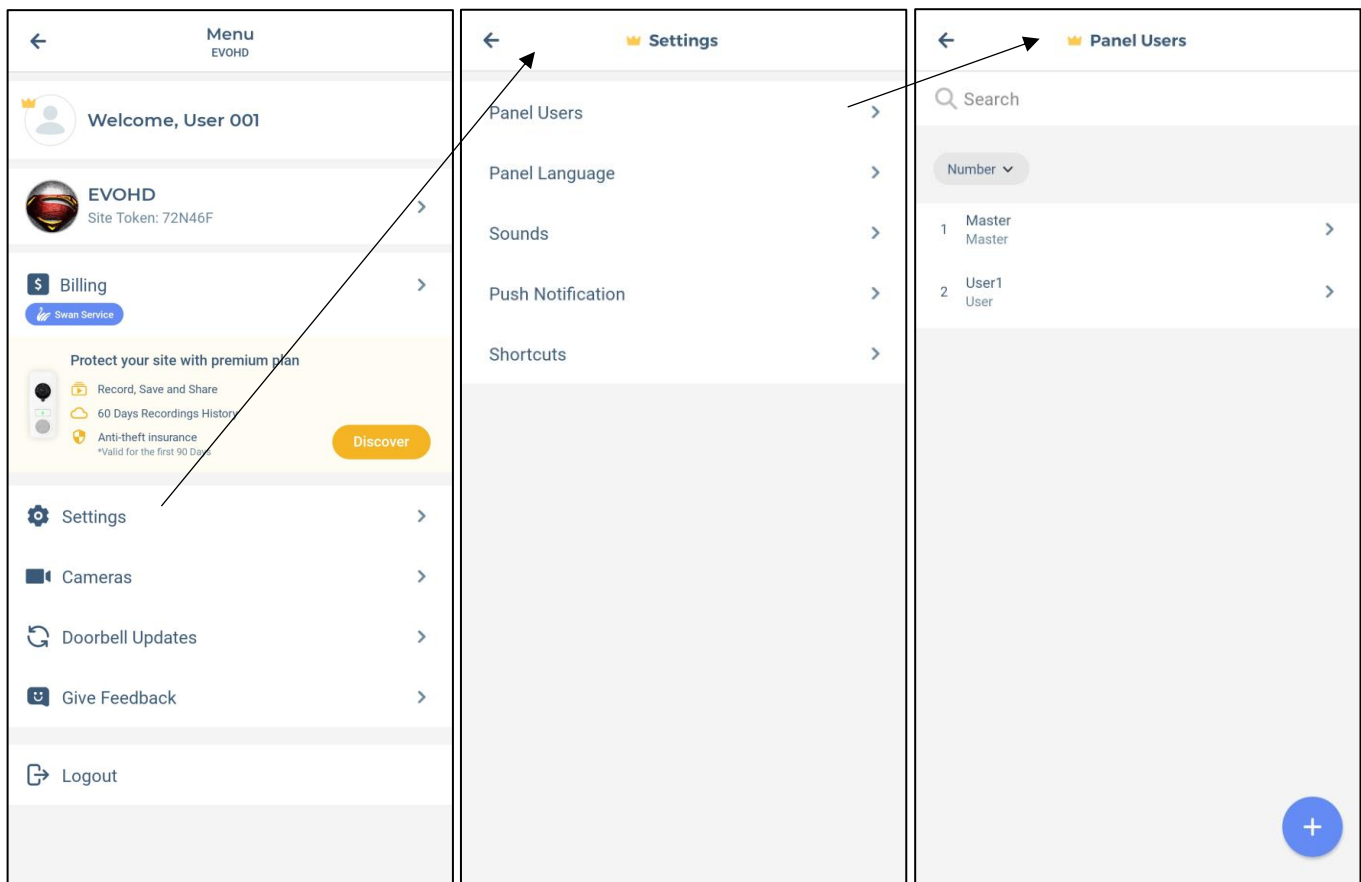 Menu
EVOHD
Welcome, User 001
EVOHD
Site Token: 72N46F
Billing
Swan Service
Protect your site with premium plan
Record, Save and Share
60 Days Recordings History
Anti-theft insurance
*Valid for the first 90 Days
Discover
Settings
Cameras
Doorbell Updates
Give Feedback
Logout
Settings
Panel Users
Panel Language
Sounds
Push Notification
Shortcuts
Panel Users
Search
Number
1 Master
Master
2 User1
User